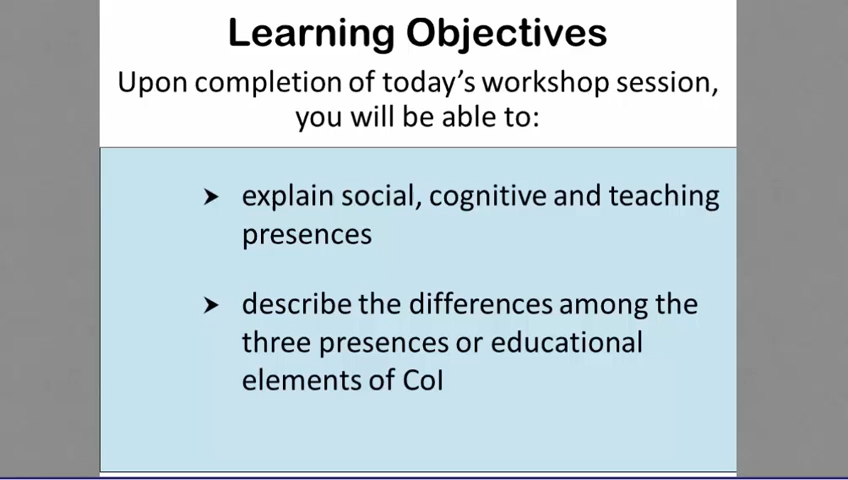 Learning Objectives
Upon completion of today’s workshop session,
you will be able to:
➤ explain social, cognitive and teaching
presences
➤ describe the differences among the
three presences or educational
elements of CoI